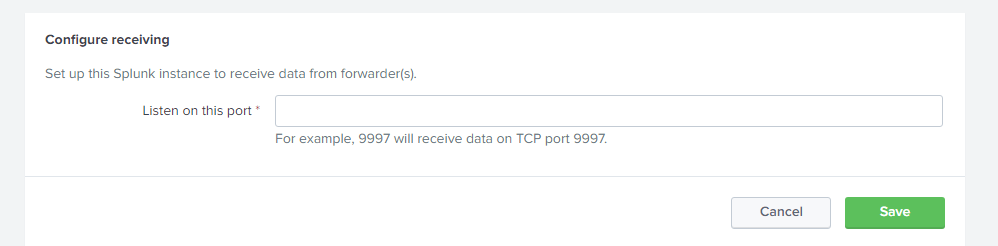 Configure receiving
Set up this Splunk instance to receive data from forwarder(s).
Listen on this port *
For example, 9997 will receive data on TCP port 9997.
Cancel
Save